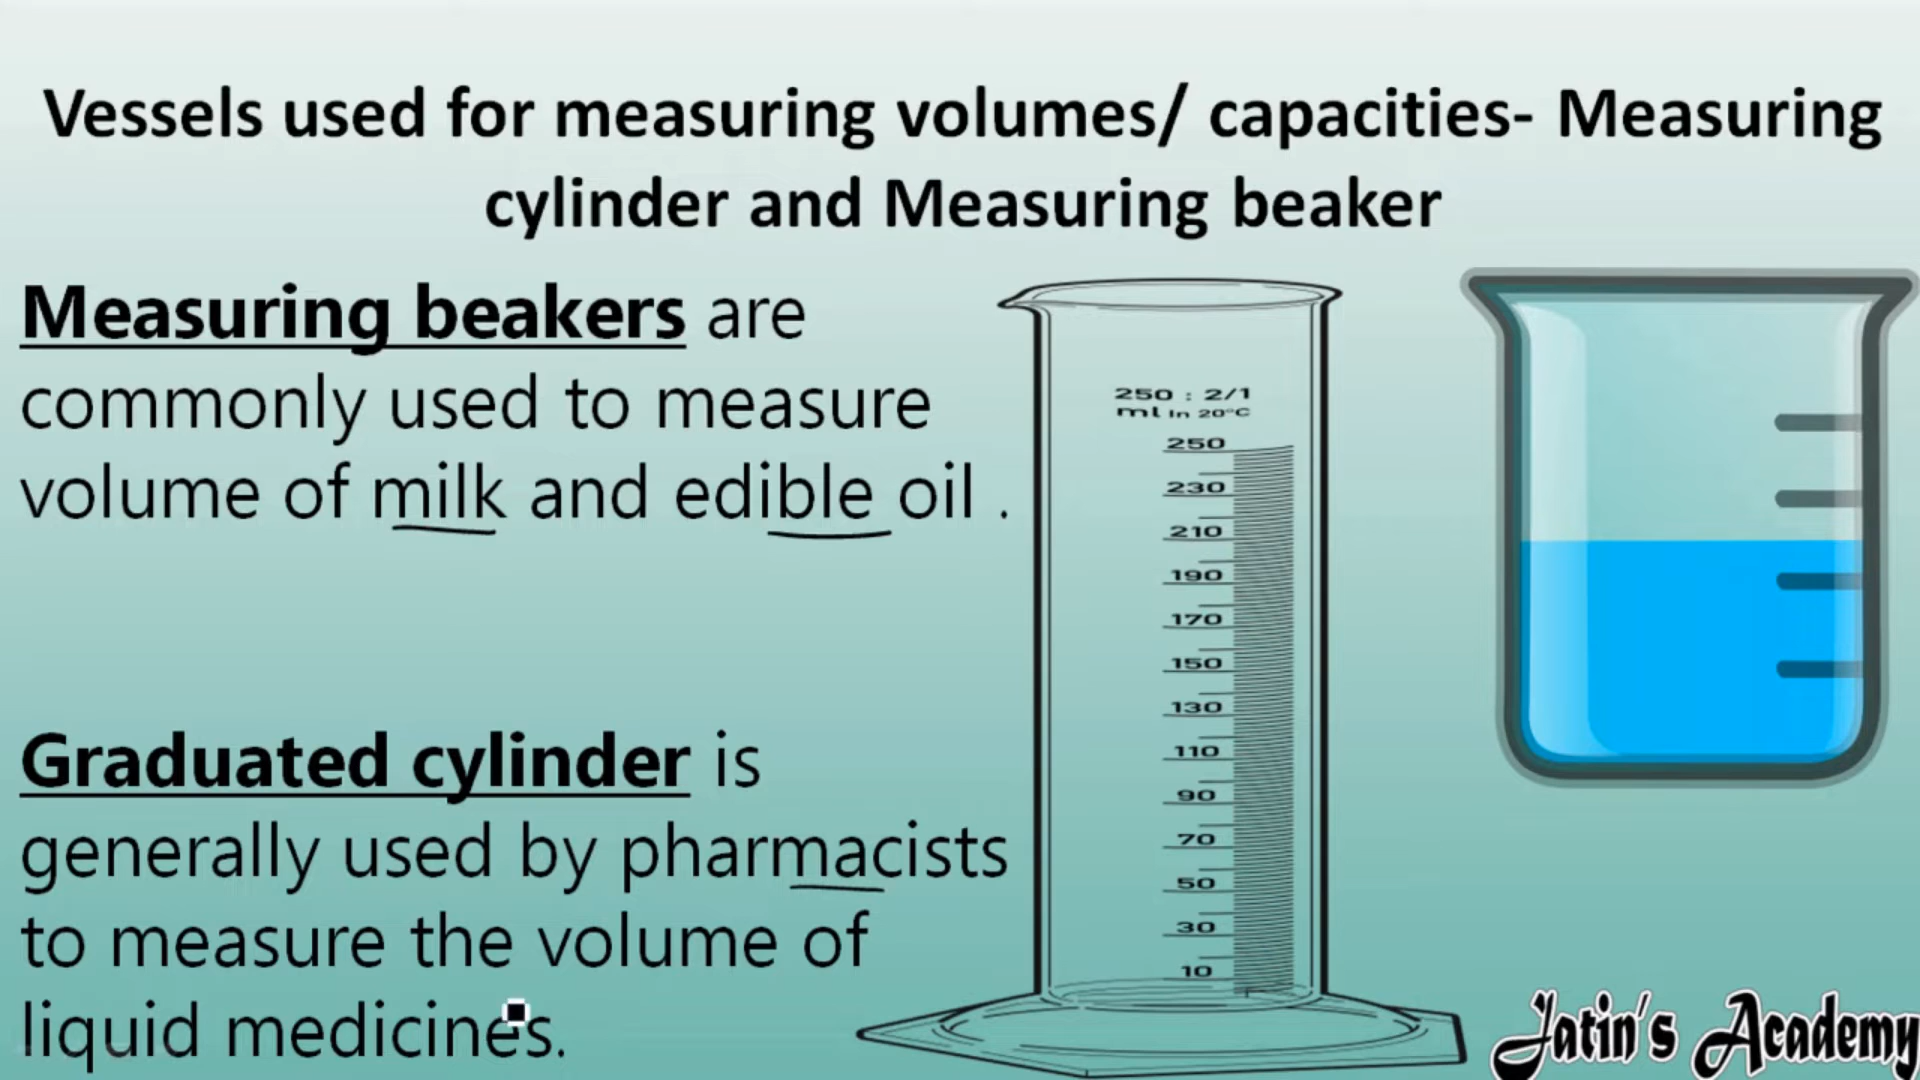 Vessels used for measuring volumes/ capacities- Measuring
cylinder and Measuring beaker
Measuring beakers are
commonly used to measure
volume of milk and edible oil .
Graduated cylinder is
generally used by pharmacists
to measure the volume of
liquid medicines.
250 : 2/1
ml in 20°C
250
230
210
190
170
150
130
110
90
70
50
30
10
Jatin's Academy